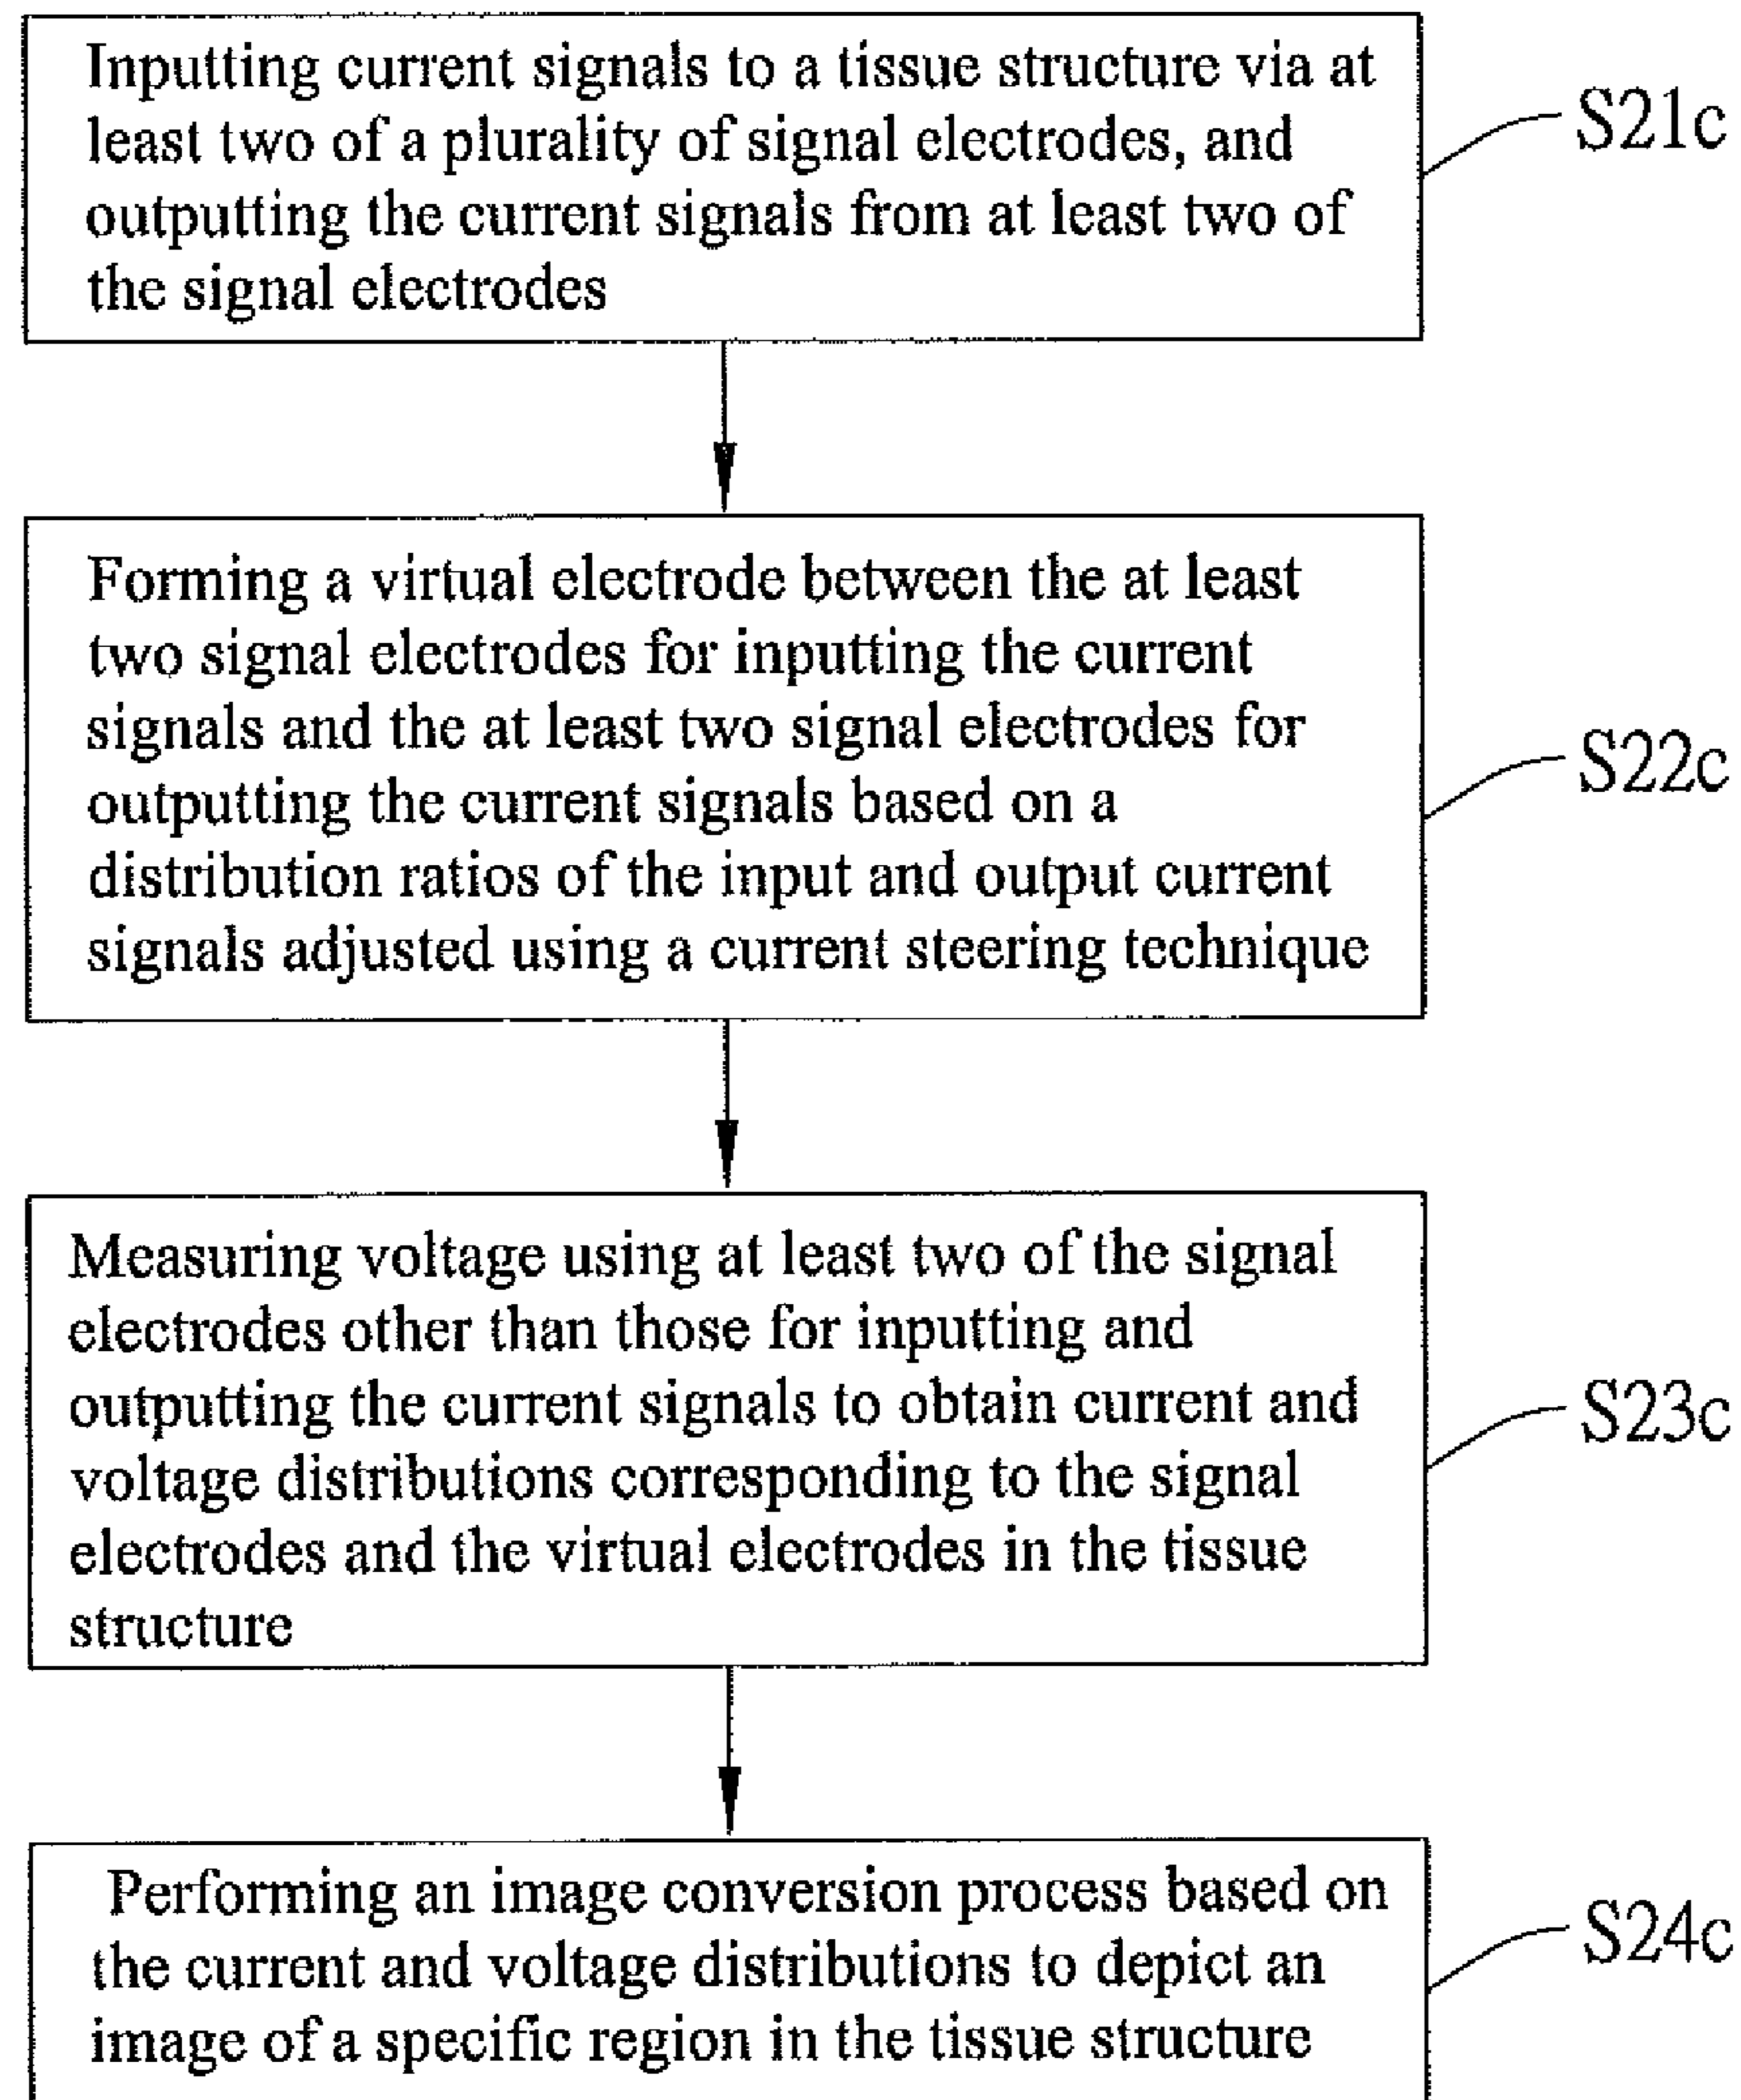 Inputting current signals to a tissue structure via at
least two of a plurality of signal electrodes, and
outputting the current signals from at least two of
the signal electrodes
S21c
Forming a virtual electrode between the at least
two signal electrodes for inputting the current
signals and the at least two signal electrodes for
outputting the current signals based on a
distribution ratios of the input and output current
signals adjusted using a current steering technique
S22c
Measuring voltage using at least two of the signal
electrodes other than those for inputting and
outputting the current signals to obtain current and
voltage distributions corresponding to the signal
electrodes and the virtual electrodes in the tissue
structure
S23c
Performing an image conversion process based on
the current and voltage distributions to depict an
image of a specific region in the tissue structure
S24c